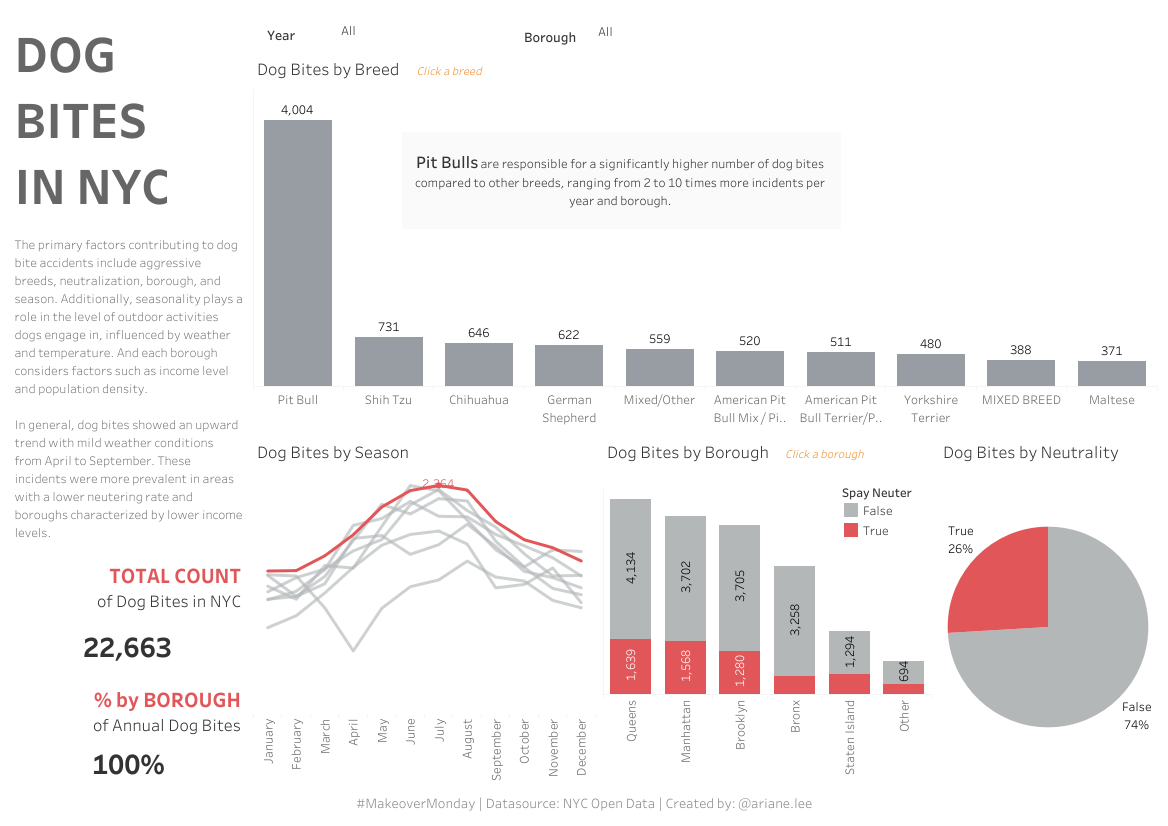 DOG
BITES
IN NYC
The primary factors contributing to dog
bite accidents include aggressive
breeds, neutralization, borough, and
season. Additionally, seasonality plays a
role in the level of outdoor activities
dogs engage in, influenced by weather
and temperature. And each borough
considers factors such as income level
and population density.
In general, dog bites showed an upward
trend with mild weather conditions
from April to September. These
incidents were more prevalent in areas
with a lower neutering rate and
boroughs characterized by lower income
levels.
TOTAL COUNT
of Dog Bites in NYC
22,663
% by BOROUGH
of Annual Dog Bites
100%
Year All Borough All
Dog Bites by Breed Click a breed
4,004
731
646
622
559
520
511
480
388
371
Pit Bulls are responsible for a significantly higher number of dog bites
compared to other breeds, ranging from 2 to 10 times more incidents per
year and borough.
Pit Bull
Shih Tzu
Chihuahua
German
Shepherd
Mixed/Other
American Pit
Bull Mix / Pi..
American Pit
Bull Terrier/P..
Yorkshire
Terrier
MIXED BREED
Maltese
Dog Bites by Season
2,364
January
February
March
April
May
June
July
August
September
October
November
December
Dog Bites by Borough Click a borough
Spay Neuter
False
True
4,134
3,702
3,705
3,258
1,294
694
1,639
1,568
1,280
Queens
Manhattan
Brooklyn
Bronx
Staten Island
Other
Dog Bites by Neutrality
True
26%
False
74%
#MakeoverMonday | Datasource: NYC Open Data | Created by: @ariane.lee